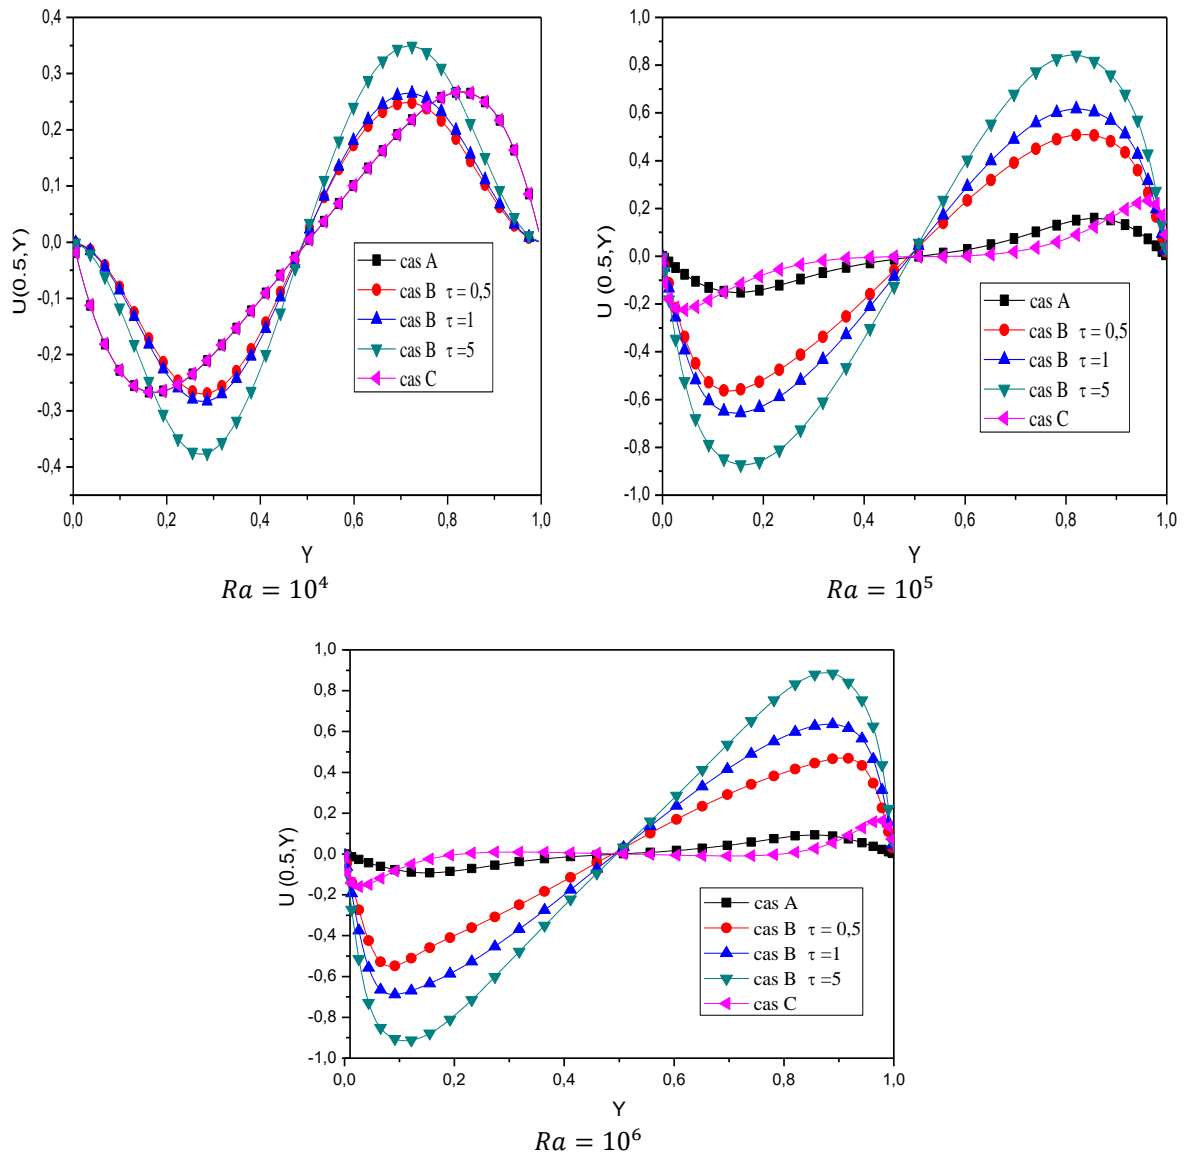 U(0.5,Y)
0,4
0,3
0,2
0,1
0,0
-0,1
-0,2
-0,3
-0,4
0,0 0,2 0,4 0,6 0,8 1,0
Y
cas A
cas B τ = 0,5
cas B τ =1
cas B τ =5
cas C
Ra = 10⁴
U (0.5,Y)
1,0
0,8
0,6
0,4
0,2
0,0
-0,2
-0,4
-0,6
-0,8
-1,0
0,0 0,2 0,4 0,6 0,8 1,0
Y
cas A
cas B τ = 0,5
cas B τ =1
cas B τ =5
cas C
Ra = 10⁵
U (0.5,Y)
1,0
0,8
0,6
0,4
0,2
0,0
-0,2
-0,4
-0,6
-0,8
-1,0
0,0 0,2 0,4 0,6 0,8 1,0
Y
cas A
cas B τ = 0,5
cas B τ =1
cas B τ =5
cas C
Ra = 10⁶